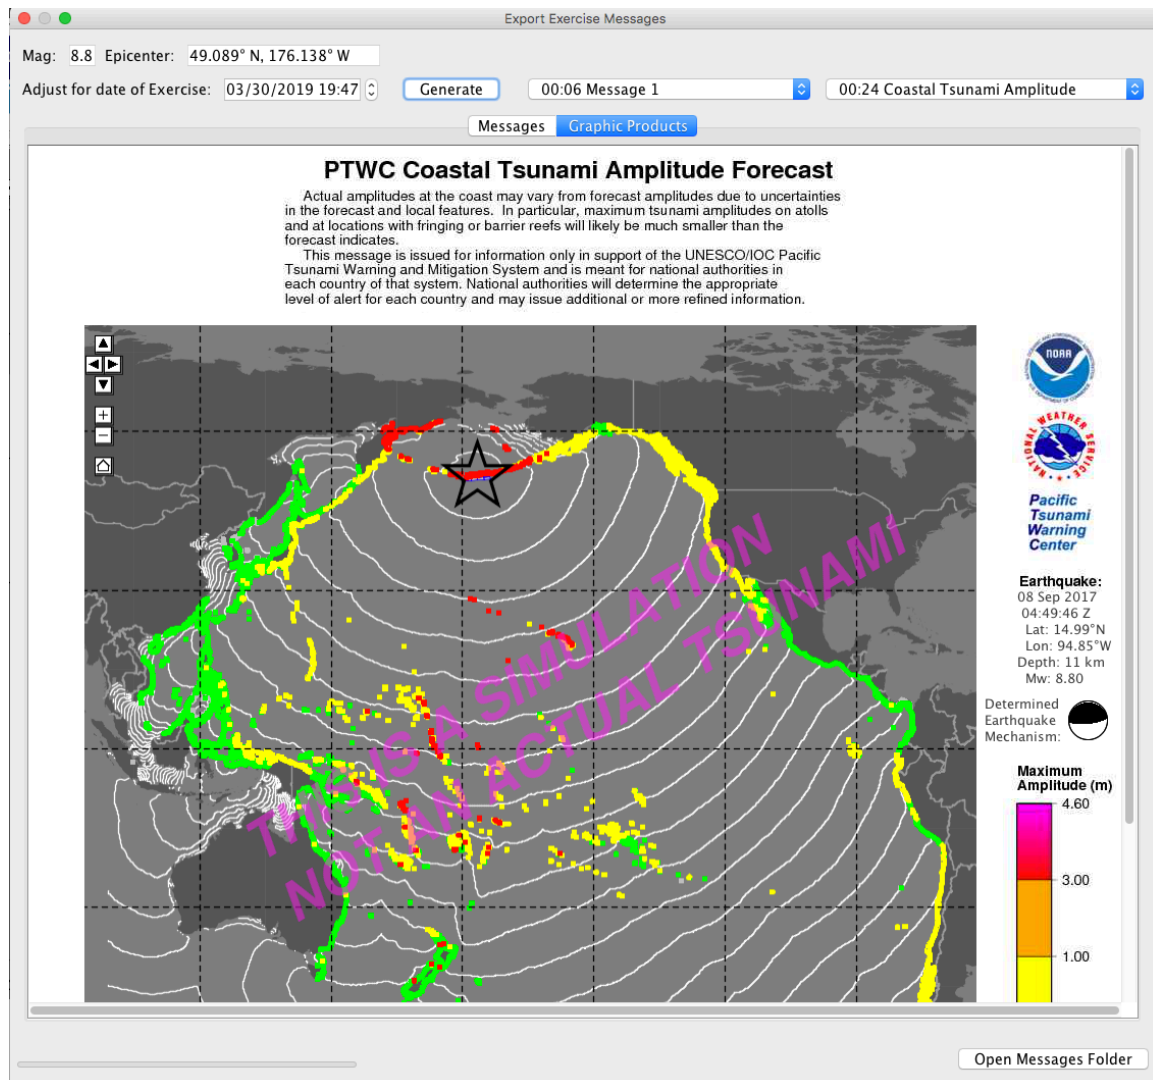 Export Exercise Messages
Mag: 8.8 Epicenter: 49.089° N, 176.138° W
Adjust for date of Exercise: 03/30/2019 19:47 Generate 00:06 Message 1 00:24 Coastal Tsunami Amplitude
Messages Graphic Products
PTWC Coastal Tsunami Amplitude Forecast
Actual amplitudes at the coast may vary from forecast amplitudes due to uncertainties
in the forecast and local features. In particular, maximum tsunami amplitudes on atolls
and at locations with fringing or barrier reefs will likely be much smaller than the
forecast indicates.
This message is issued for information only in support of the UNESCO/IOC Pacific
Tsunami Warning and Mitigation System and is meant for national authorities in
each country of that system. National authorities will determine the appropriate
level of alert for each country and may issue additional or more refined information.
THIS IS A SIMULATION
NOT AN ACTUAL TSUNAMI
NOAA
NATIONAL WEATHER SERVICE
Pacific
Tsunami
Warning
Center
Earthquake:
08 Sep 2017
04:49:46 Z
Lat: 14.99°N
Lon: 94.85°W
Depth: 11 km
Mw: 8.80
Determined
Earthquake
Mechanism:
Maximum
Amplitude (m)
4.60
3.00
1.00
Open Messages Folder